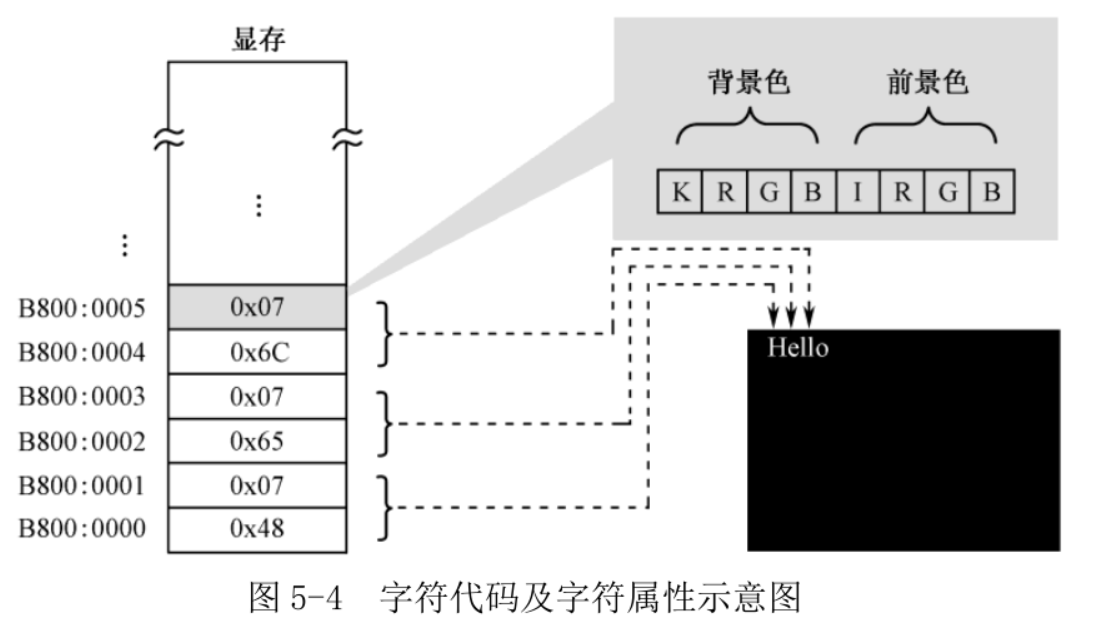 显存
背景色 前景色
K R G B I R G B
⋮
⋮
B800:0005 0x07
B800:0004 0x6C
B800:0003 0x07
B800:0002 0x65
B800:0001 0x07
B800:0000 0x48
Hello
图 5-4 字符代码及字符属性示意图